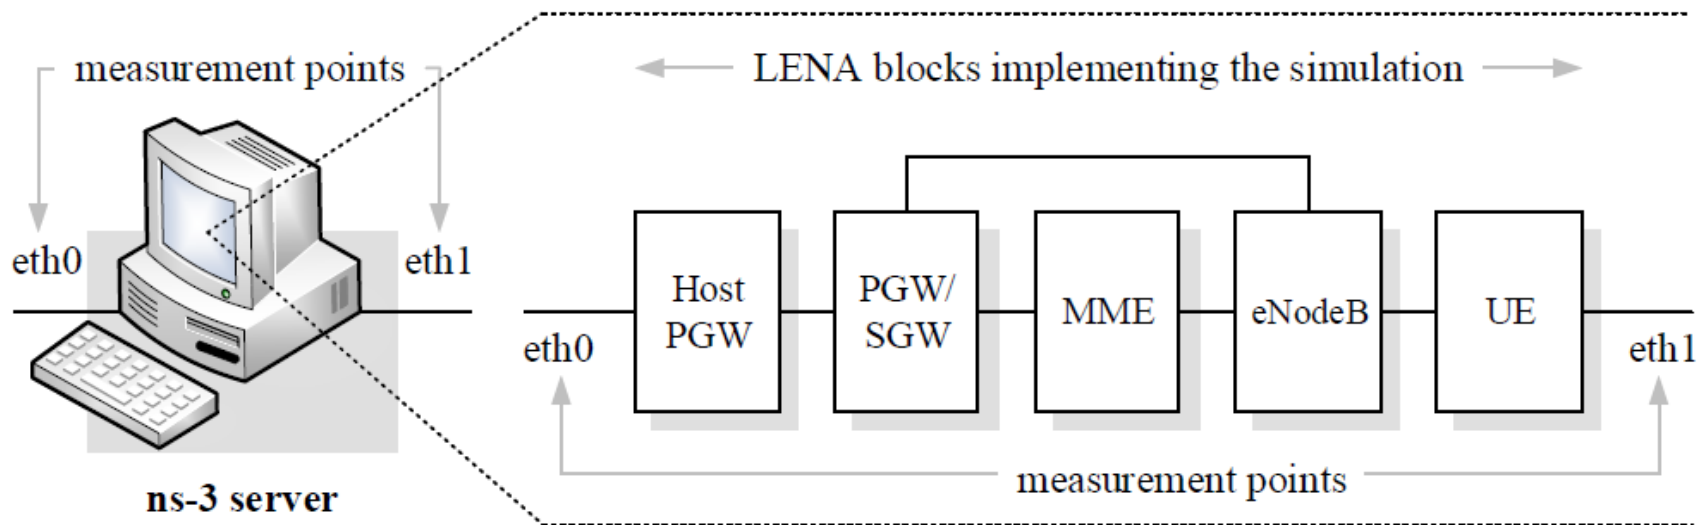 measurement points
eth0
eth1
ns-3 server
LENA blocks implementing the simulation
Host
PGW
PGW/
SGW
MME
eNodeB
UE
eth0
eth1
measurement points